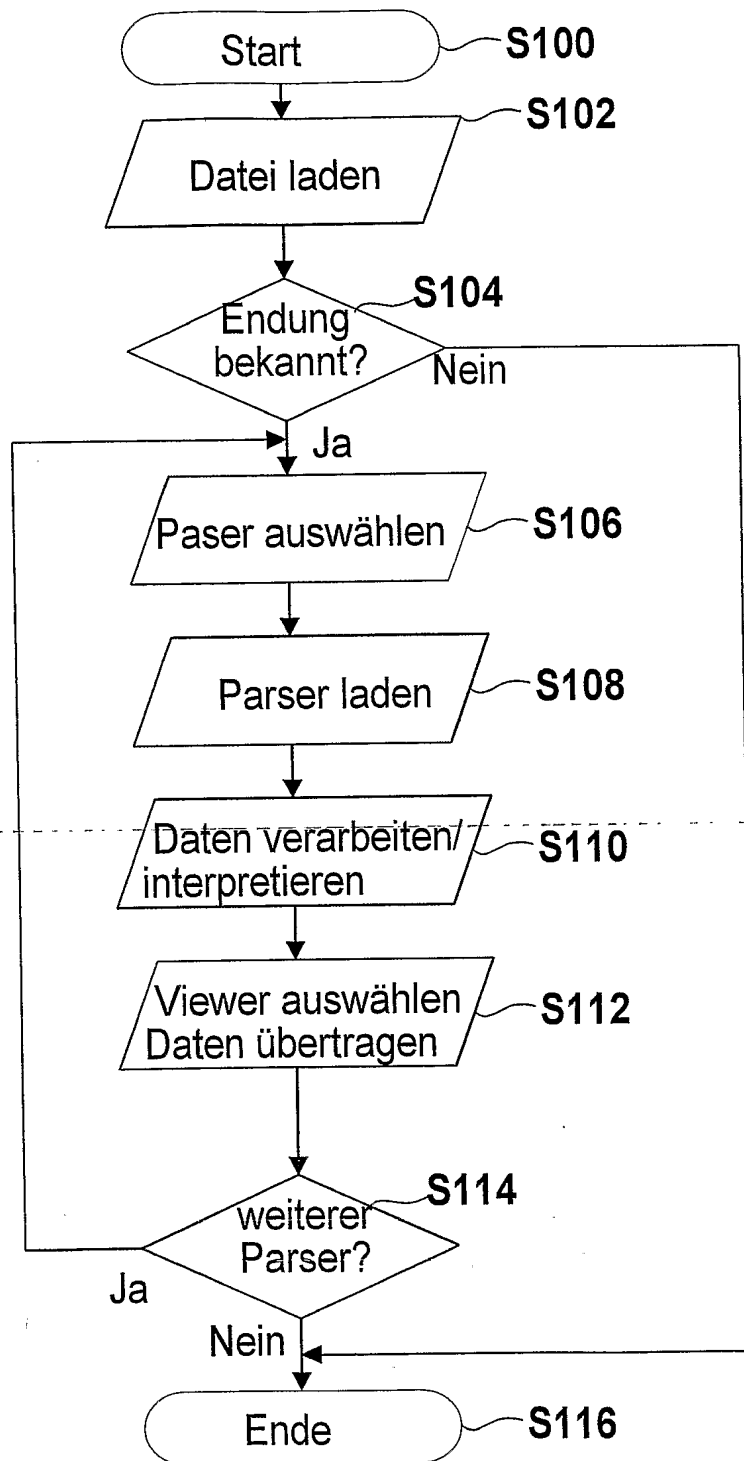 Start
S100
S102
Datei laden
S104
Endung
bekannt?
Nein
Ja
Paser auswählen
S106
Parser laden
S108
Daten verarbeiten/
interpretieren
S110
Viewer auswählen
Daten übertragen
S112
S114
weiterer
Parser?
Ja
Nein
Ende
S116